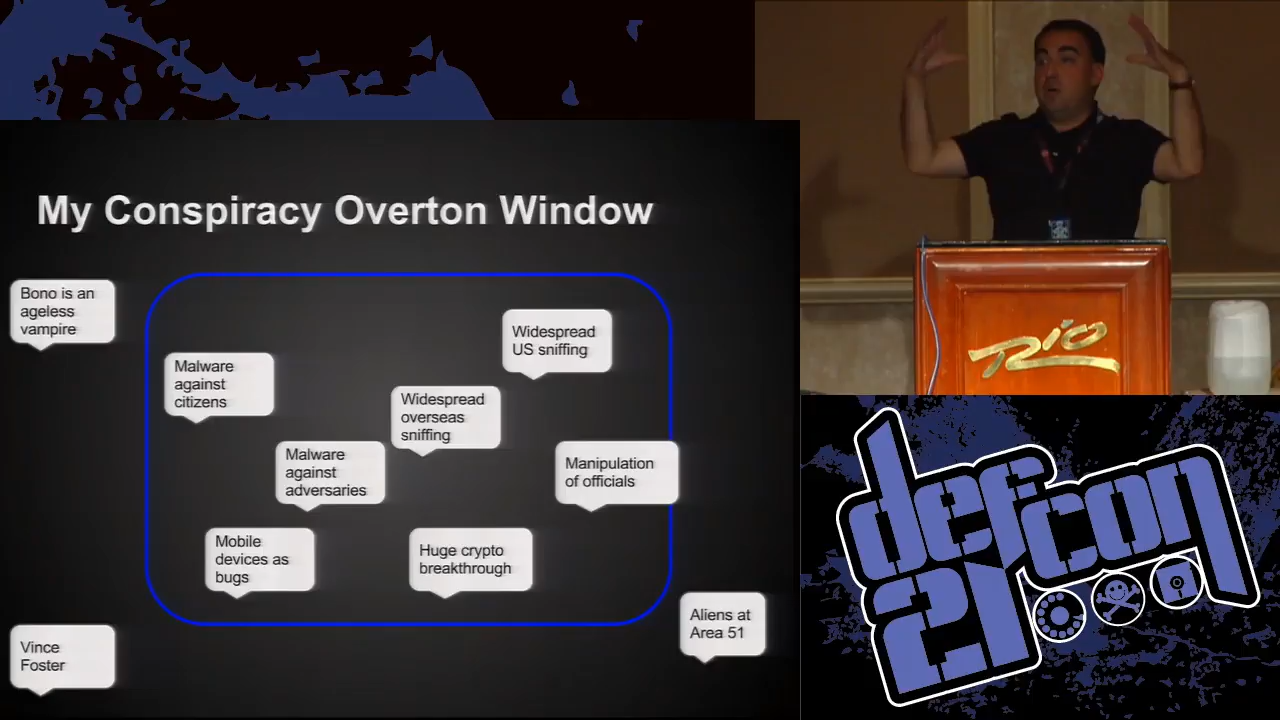 My Conspiracy Overton Window
Bono is an
ageless
vampire
Widespread
US sniffing
Malware
against
citizens
Widespread
overseas
sniffing
Malware
against
adversaries
Manipulation
of officials
Mobile
devices as
bugs
Huge crypto
breakthrough
Aliens at
Area 51
Vince
Foster
Rio
defcon
21